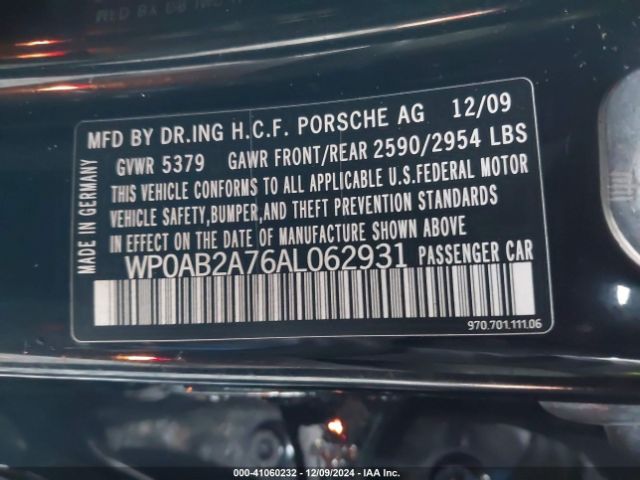 MFD BY DR.ING H.C.F. PORSCHE AG 12/09
GVWR 5379 GAWR FRONT/REAR 2590/2954 LBS
THIS VEHICLE CONFORMS TO ALL APPLICABLE U.S.FEDERAL MOTOR
VEHICLE SAFETY,BUMPER,AND THEFT PREVENTION STANDARDS
IN EFFECT ON THE DATE OF MANUFACTURE SHOWN ABOVE
WP0AB2A76AL062931 PASSENGER CAR
970.701.111.06
MADE IN GERMANY
000-41060232 - 12/09/2024 - IAA Inc.